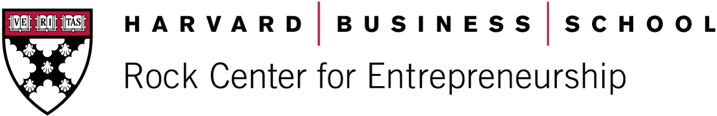 VE RI TAS
HARVARD | BUSINESS | SCHOOL
Rock Center for Entrepreneurship